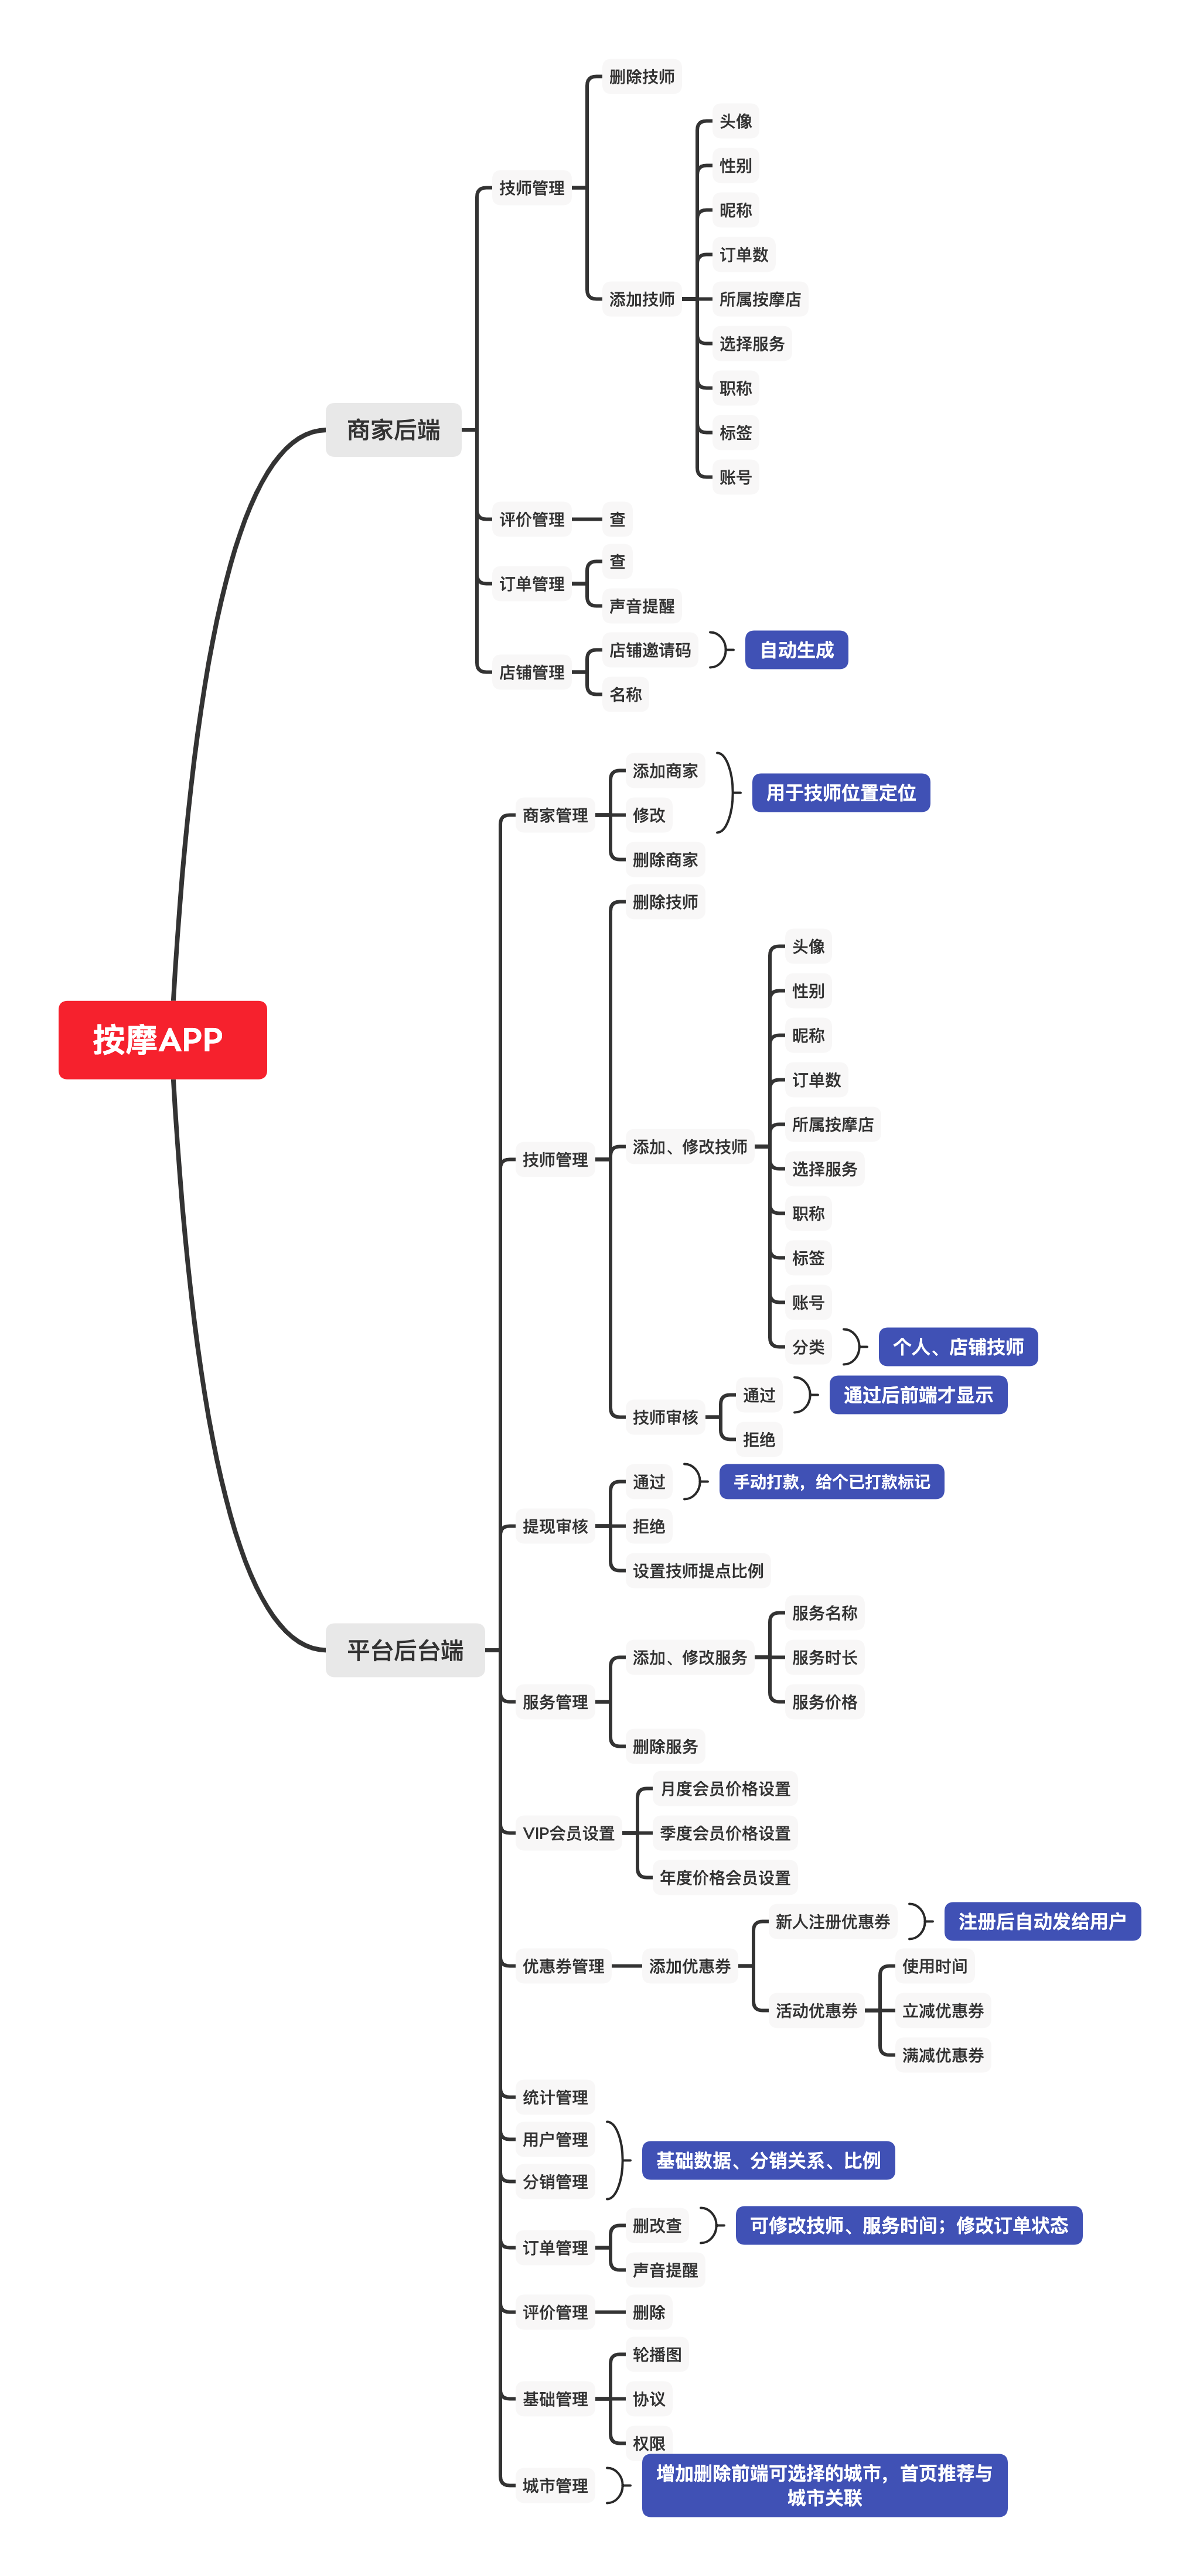 按摩APP
商家后端
技师管理
删除技师
添加技师
头像
性别
昵称
订单数
所属按摩店
选择服务
职称
标签
账号
评价管理
查
订单管理
查
声音提醒
店铺管理
店铺邀请码
自动生成
名称
平台后台端
商家管理
添加商家
修改
用于技师位置定位
删除商家
技师管理
删除技师
添加、修改技师
头像
性别
昵称
订单数
所属按摩店
选择服务
职称
标签
账号
分类
个人、店铺技师
技师审核
通过
通过后前端才显示
拒绝
提现审核
通过
手动打款，给个已打款标记
拒绝
设置技师提点比例
服务管理
添加、修改服务
服务名称
服务时长
服务价格
删除服务
VIP会员设置
月度会员价格设置
季度会员价格设置
年度价格会员设置
优惠券管理
添加优惠券
新人注册优惠券
注册后自动发给用户
活动优惠券
使用时间
立减优惠券
满减优惠券
统计管理
用户管理
分销管理
基础数据、分销关系、比例
订单管理
删改查
可修改技师、服务时间；修改订单状态
声音提醒
评价管理
删除
基础管理
轮播图
协议
权限
城市管理
增加删除前端可选择的城市，首页推荐与
城市关联